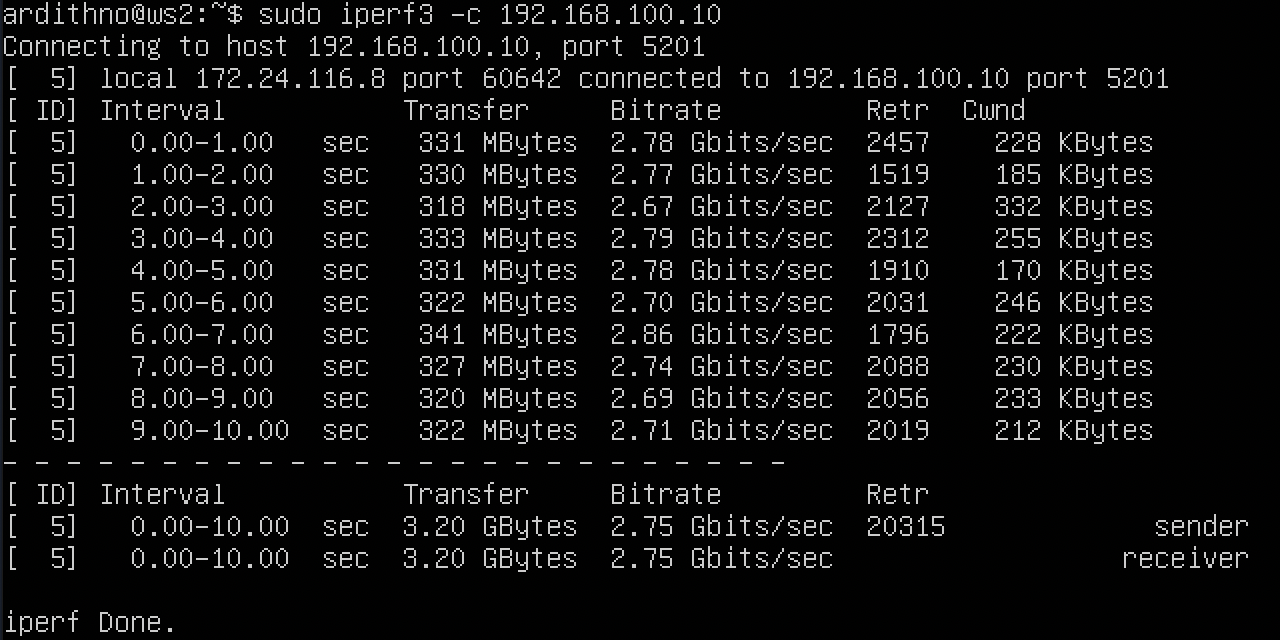 ardithno@ws2:~$ sudo iperf3 -c 192.168.100.10
Connecting to host 192.168.100.10, port 5201
[  5] local 172.24.116.8 port 60642 connected to 192.168.100.10 port 5201
[ ID] Interval           Transfer     Bitrate         Retr  Cwnd
[  5]   0.00-1.00   sec   331 MBytes  2.78 Gbits/sec  2457    228 KBytes
[  5]   1.00-2.00   sec   330 MBytes  2.77 Gbits/sec  1519    185 KBytes
[  5]   2.00-3.00   sec   318 MBytes  2.67 Gbits/sec  2127    332 KBytes
[  5]   3.00-4.00   sec   333 MBytes  2.79 Gbits/sec  2312    255 KBytes
[  5]   4.00-5.00   sec   331 MBytes  2.78 Gbits/sec  1910    170 KBytes
[  5]   5.00-6.00   sec   322 MBytes  2.70 Gbits/sec  2031    246 KBytes
[  5]   6.00-7.00   sec   341 MBytes  2.86 Gbits/sec  1796    222 KBytes
[  5]   7.00-8.00   sec   327 MBytes  2.74 Gbits/sec  2088    230 KBytes
[  5]   8.00-9.00   sec   320 MBytes  2.69 Gbits/sec  2056    233 KBytes
[  5]   9.00-10.00  sec   322 MBytes  2.71 Gbits/sec  2019    212 KBytes
- - - - - - - - - - - - - - - - - - - - - - - - -
[ ID] Interval           Transfer     Bitrate         Retr
[  5]   0.00-10.00  sec  3.20 GBytes  2.75 Gbits/sec  20315             sender
[  5]   0.00-10.00  sec  3.20 GBytes  2.75 Gbits/sec                  receiver

iperf Done.